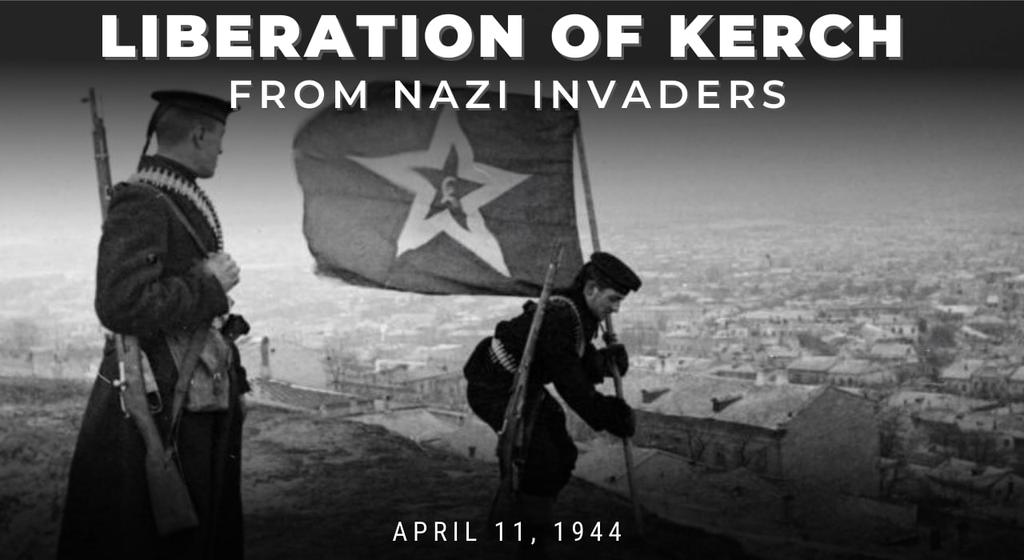 LIBERATION OF KERCH
FROM NAZI INVADERS
APRIL 11, 1944